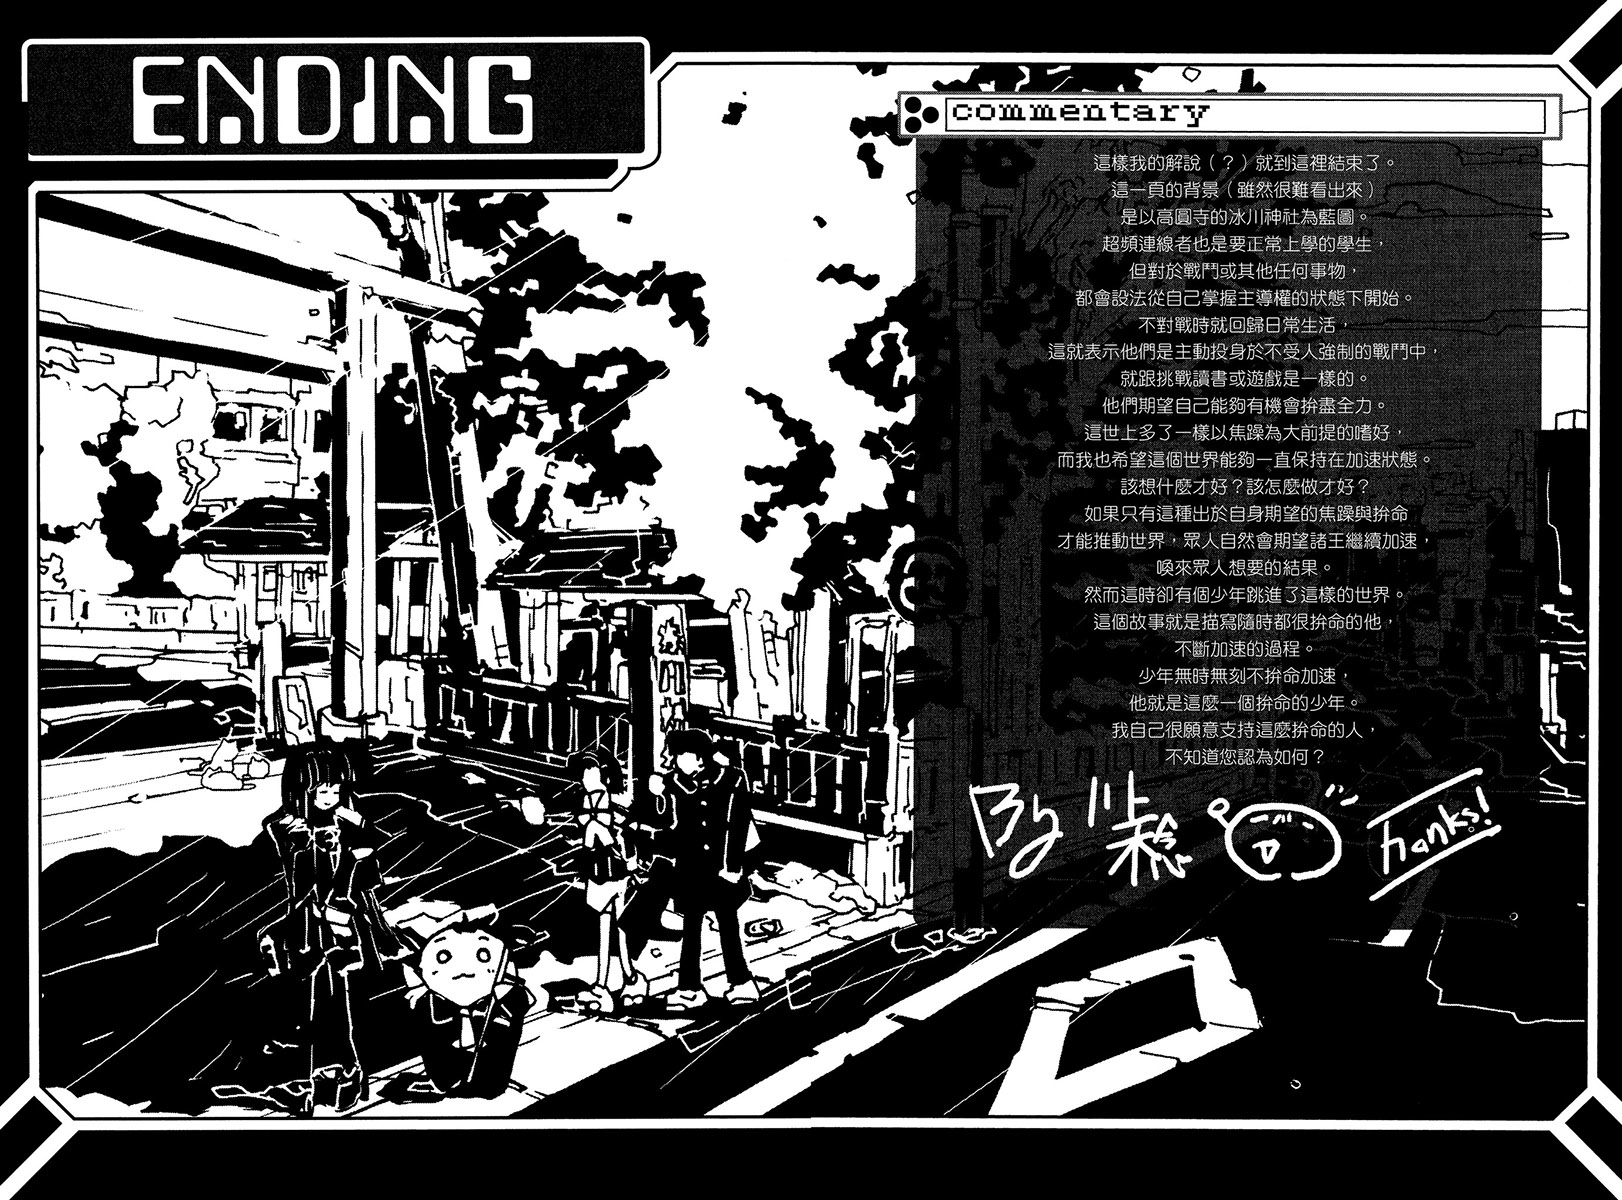 ENDING
commentary
這樣我的解說（？）就到這裡結束了。
這一頁的背景（雖然很難看出來）
是以高圓寺的冰川神社為藍圖。
超頻連線者也是要正常上學的學生，
但對於戰鬥或其他任何事物，
都會設法從自己掌握主導權的狀態下開始。
不對戰時就回歸日常生活，
這就表示他們是主動投身於不受人強制的戰鬥中，
就跟挑戰讀書或遊戲是一樣的。
他們期望自己能夠有機會拚盡全力。
這世上多了一樣以焦躁為大前提的嗜好，
而我也希望這個世界能夠一直保持在加速狀態。
該想什麼才好？該怎麼做才好？
如果只有這種出於自身期望的焦躁與拚命
才能推動世界，眾人自然會期望諸王繼續加速，
喚來眾人想要的結果。
然而這時卻有個少年跳進了這樣的世界。
這個故事就是描寫隨時都很拚命的他，
不斷加速的過程。
少年無時無刻不拚命加速，
他就是這麼一個拚命的少年。
我自己很願意支持這麼拚命的人，
不知道您認為如何？
Thanks!